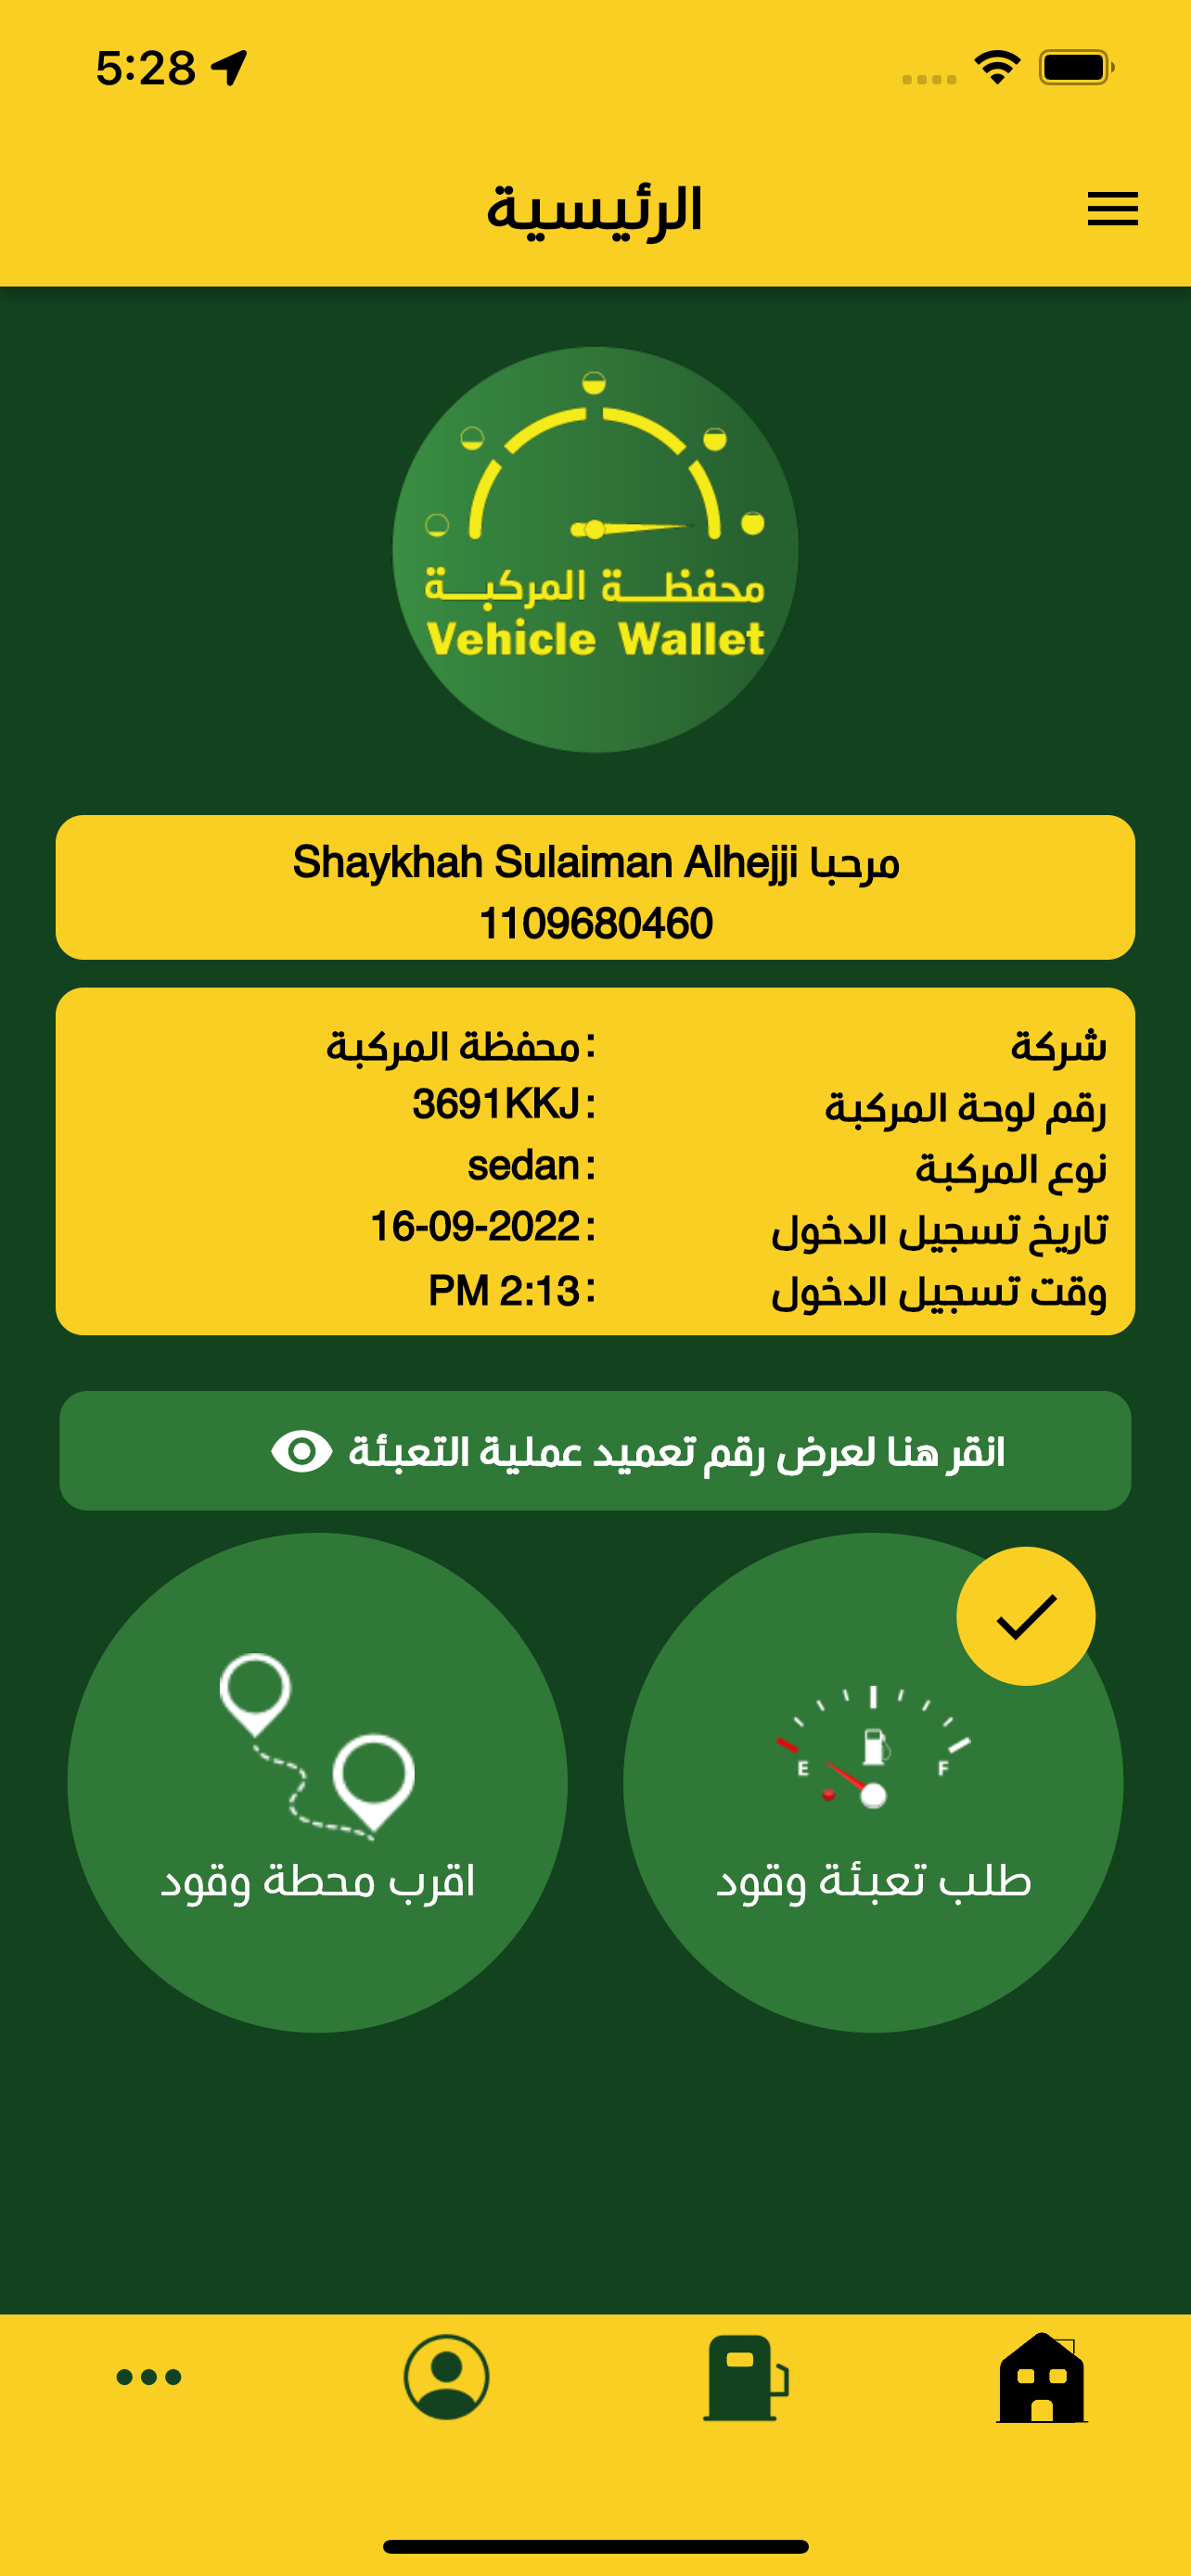 5:28
الرئيسية
محفظة المركبة
Vehicle Wallet
مرحبا Shaykhah Sulaiman Alhejji
1109680460
شركة : محفظة المركبة
رقم لوحة المركبة : 3691KKJ
نوع المركبة : sedan
تاريخ تسجيل الدخول : 16-09-2022
وقت تسجيل الدخول : 2:13 PM
انقر هنا لعرض رقم تعميد عملية التعبئة
E F
طلب تعبئة وقود
اقرب محطة وقود